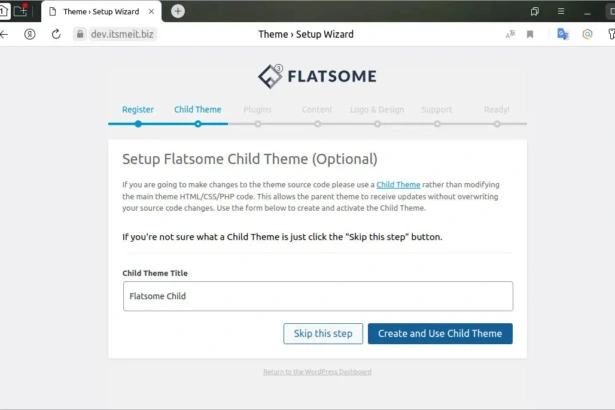 1
Theme › Setup Wizard
dev.itsmeit.biz
Theme › Setup Wizard
3
FLATSOME
Register
Child Theme
Plugins
Content
Logo & Design
Support
Ready!
Setup Flatsome Child Theme (Optional)
If you are going to make changes to the theme source code please use a Child Theme rather than modifying
the main theme HTML/CSS/PHP code. This allows the parent theme to receive updates without overwriting
your source code changes. Use the form below to create and activate the Child Theme.
If you're not sure what a Child Theme is just click the "Skip this step" button.
Child Theme Title
Flatsome Child
Skip this step
Create and Use Child Theme
Return to the WordPress Dashboard